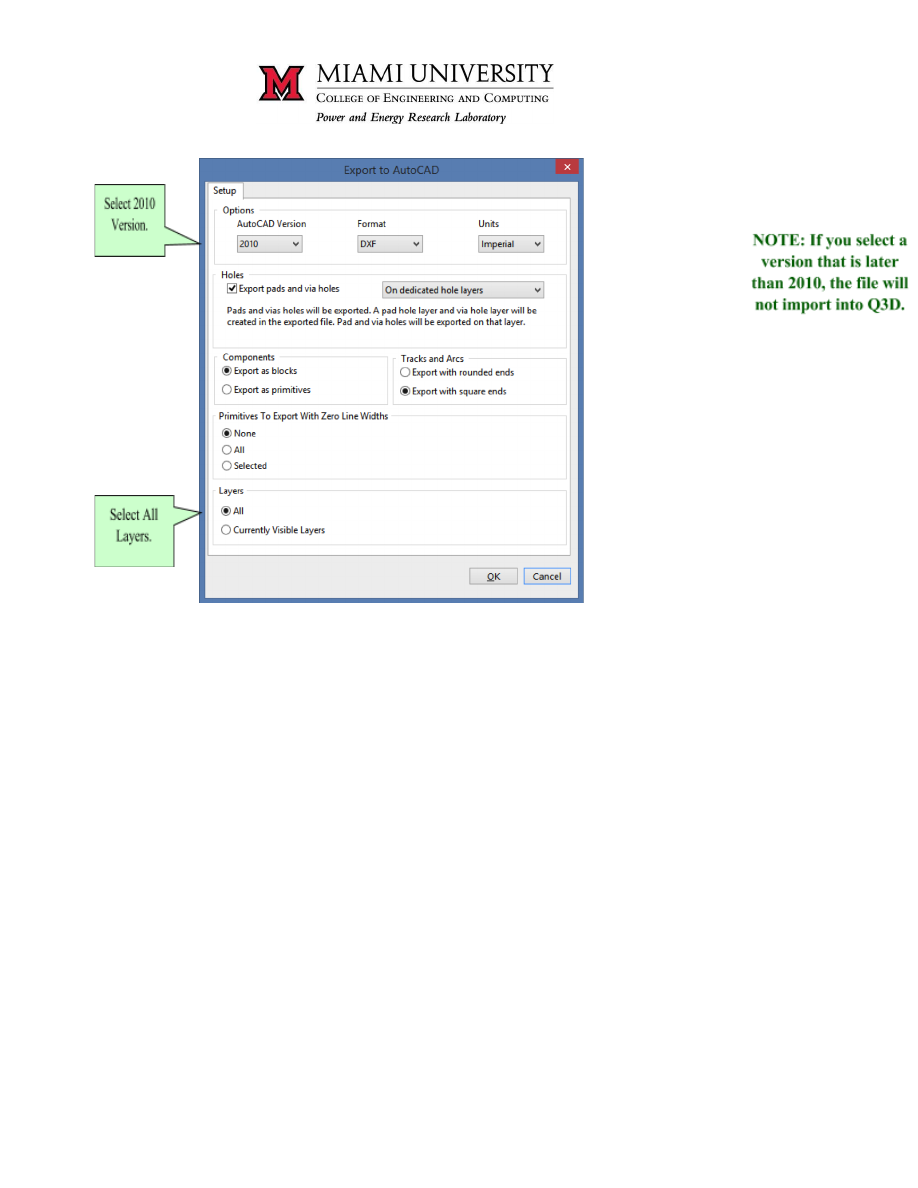 M
MIAMI UNIVERSITY
COLLEGE OF ENGINEERING AND COMPUTING
Power and Energy Research Laboratory
Export to AutoCAD
Setup
Select 2010
Version.
Options
AutoCAD Version Format Units
2010 DXF Imperial
NOTE: If you select a
version that is later
than 2010, the file will
not import into Q3D.
Holes
Export pads and via holes On dedicated hole layers
Pads and vias holes will be exported. A pad hole layer and via hole layer will be
created in the exported file. Pad and via holes will be exported on that layer.
Components
Export as blocks
Export as primitives
Tracks and Arcs
Export with rounded ends
Export with square ends
Primitives To Export With Zero Line Widths
None
All
Selected
Select All
Layers.
Layers
All
Currently Visible Layers
OK Cancel